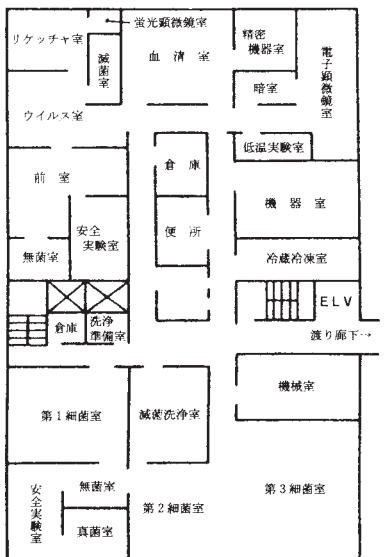 蛍光顕微鏡室
リケッチャ室
滅菌室
血清室
精密
機器室
電子顕微鏡室
暗室
ウイルス室
低温実験室
倉庫
前室
機器室
安全
実験室
便所
無菌室
冷蔵冷凍室
ELV
倉庫
洗浄
準備室
渡り廊下→
機械室
第1細菌室
滅菌洗浄室
安全実験室
無菌室
第3細菌室
第2細菌室
真菌室